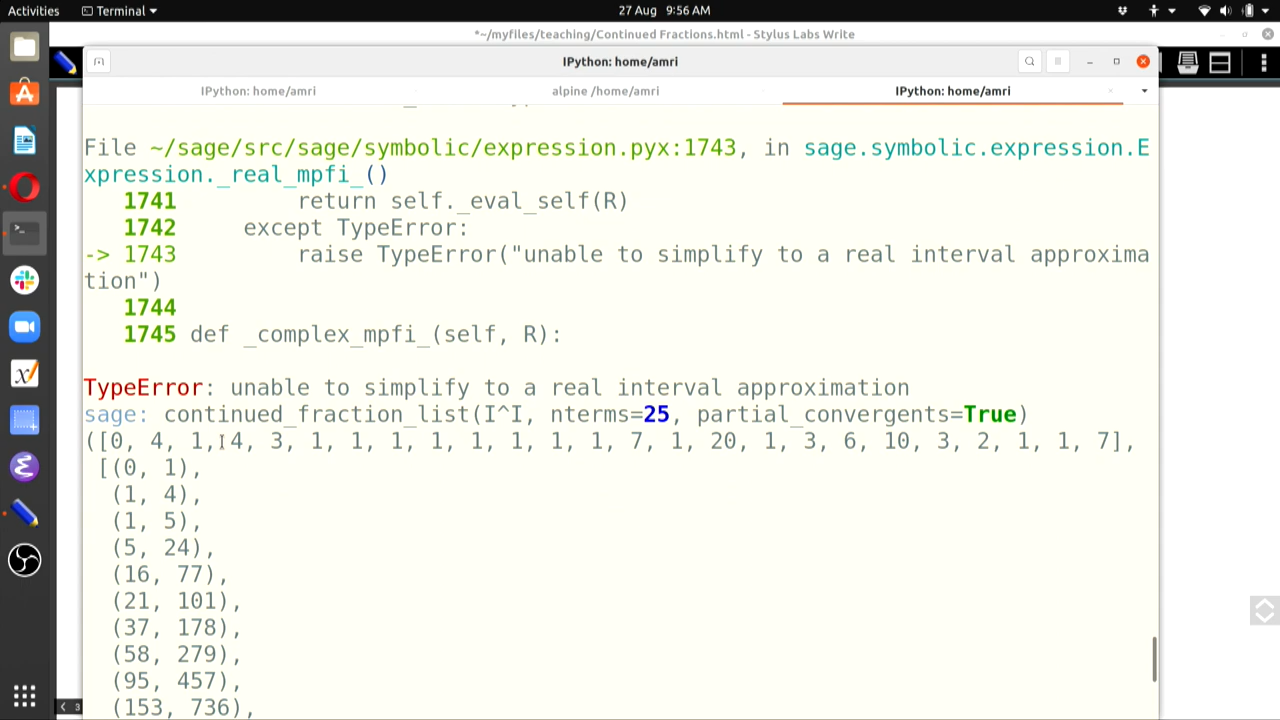 Activities
Terminal
27 Aug 9:56 AM
*~/myfiles/teaching/Continued Fractions.html - Stylus Labs Write
IPython: home/amri
IPython: home/amri
alpine /home/amri
IPython: home/amri
File ~/sage/src/sage/symbolic/expression.pyx:1743, in sage.symbolic.expression.E
xpression._real_mpfi_()
1741 return self._eval_self(R)
1742 except TypeError:
-> 1743 raise TypeError("unable to simplify to a real interval approxima
tion")
1744
1745 def _complex_mpfi_(self, R):
TypeError: unable to simplify to a real interval approximation
sage: continued_fraction_list(I^I, nterms=25, partial_convergents=True)
([0, 4, 1, 4, 3, 1, 1, 1, 1, 1, 1, 1, 1, 7, 1, 20, 1, 3, 6, 10, 3, 2, 1, 1, 7],
[(0, 1),
(1, 4),
(1, 5),
(5, 24),
(16, 77),
(21, 101),
(37, 178),
(58, 279),
(95, 457),
(153, 736),
3